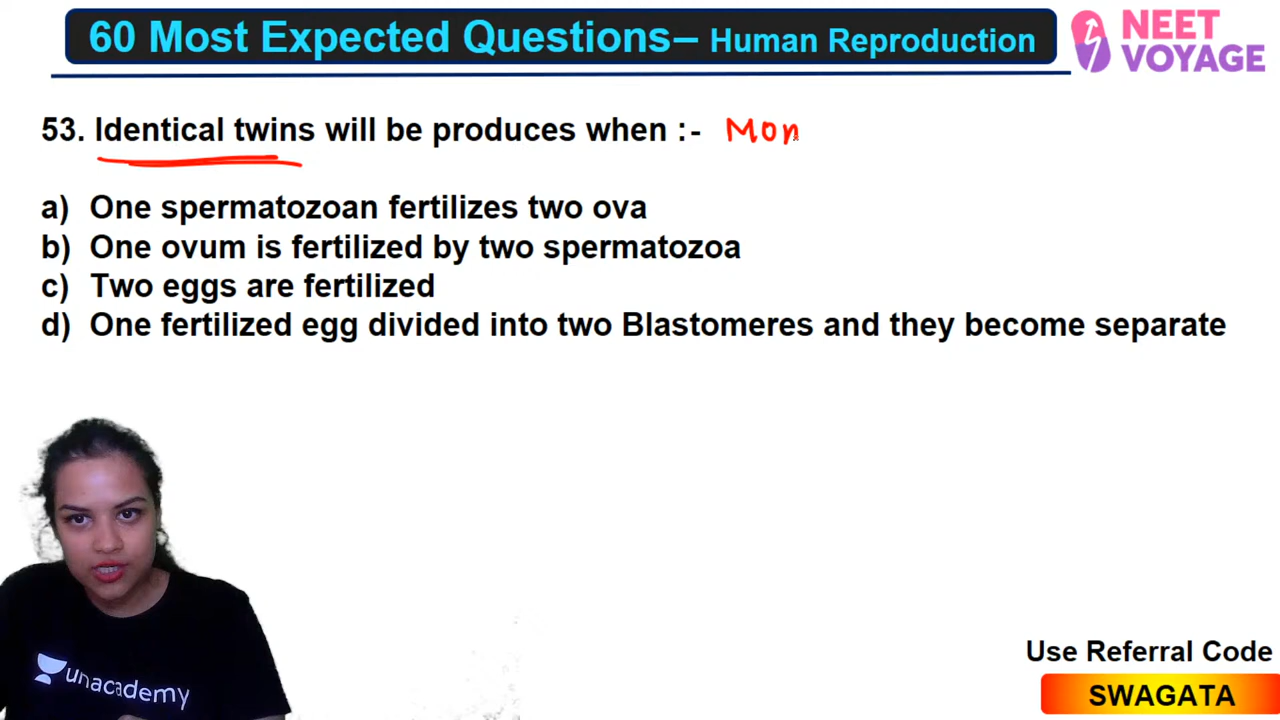 60 Most Expected Questions– Human Reproduction
NEET
VOYAGE
53. Identical twins will be produces when :- Mon
a) One spermatozoan fertilizes two ova
b) One ovum is fertilized by two spermatozoa
c) Two eggs are fertilized
d) One fertilized egg divided into two Blastomeres and they become separate
unacademy
Use Referral Code
SWAGATA